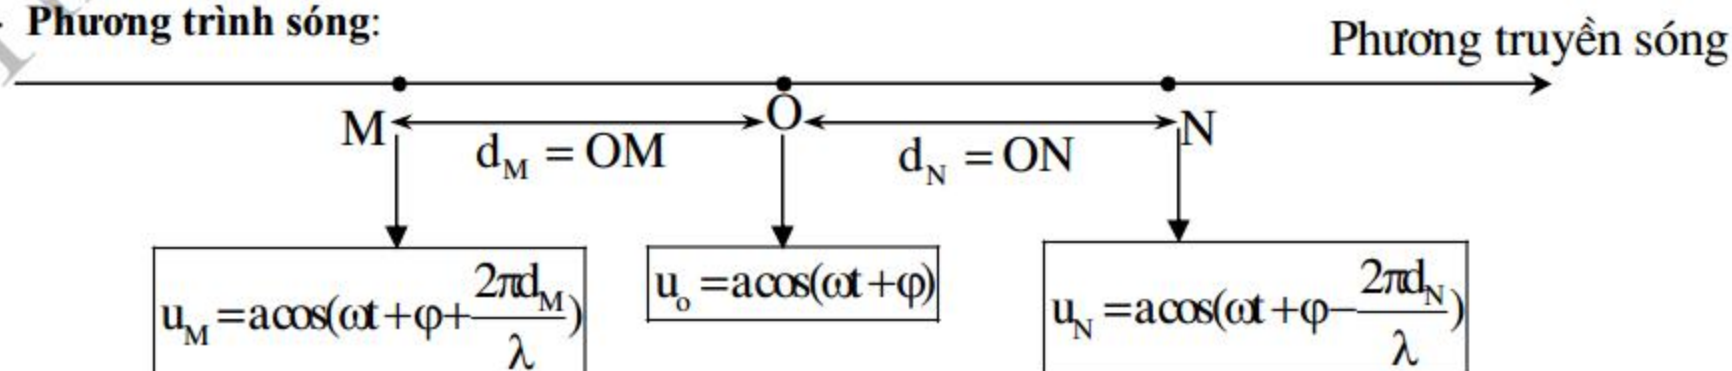 Phương trình sóng:
Phương truyền sóng
M O N
d_M = OM d_N = ON
u_M = acos(ωt + φ + 2πd_M/λ) u_o = acos(ωt + φ) u_N = acos(ωt + φ − 2πd_N/λ)